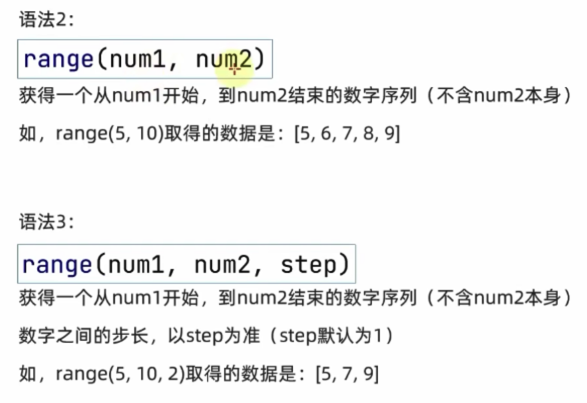 语法2：
range(num1, num2)
获得一个从num1开始，到num2结束的数字序列（不含num2本身）
如，range(5, 10)取得的数据是：[5, 6, 7, 8, 9]
语法3：
range(num1, num2, step)
获得一个从num1开始，到num2结束的数字序列（不含num2本身）
数字之间的步长，以step为准（step默认为1）
如，range(5, 10, 2)取得的数据是：[5, 7, 9]